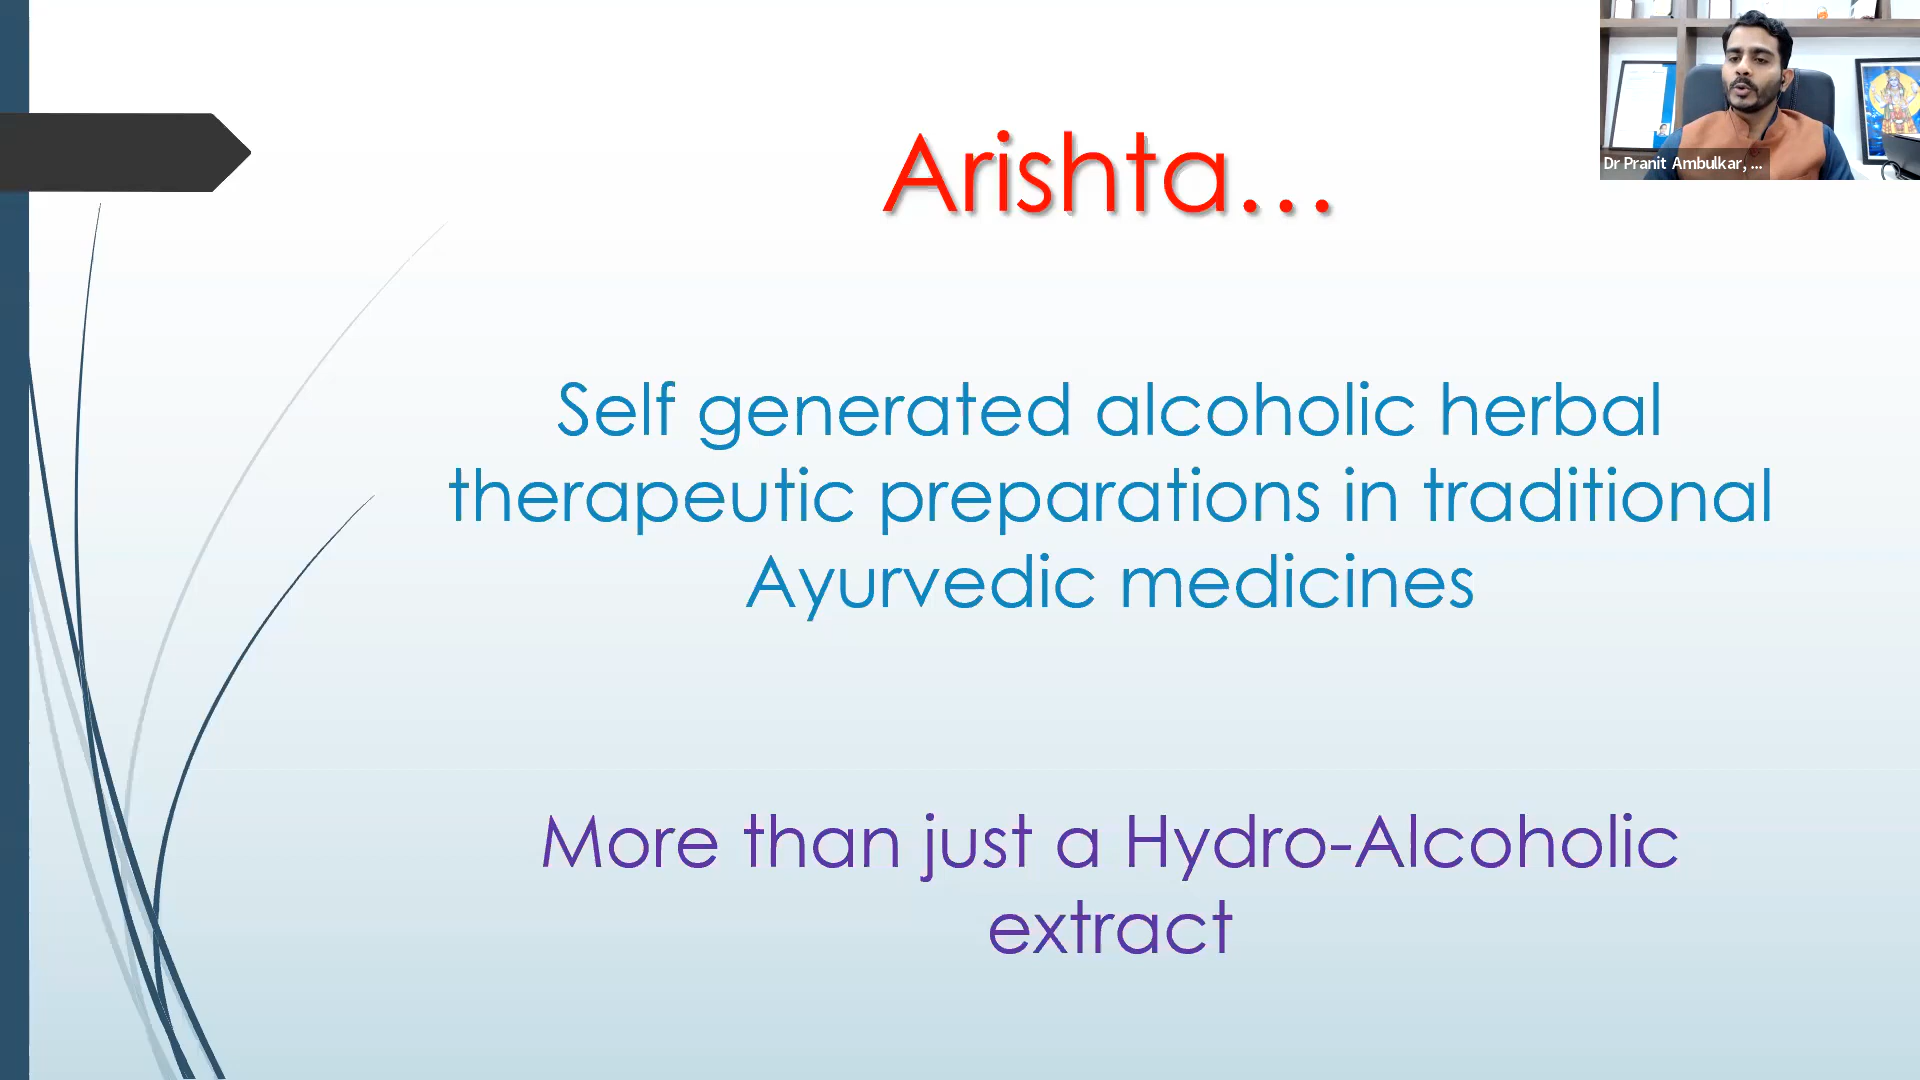 Arishta...
Dr Pranit Ambulkar, ...
Self generated alcoholic herbal
therapeutic preparations in traditional
Ayurvedic medicines
More than just a Hydro-Alcoholic
extract